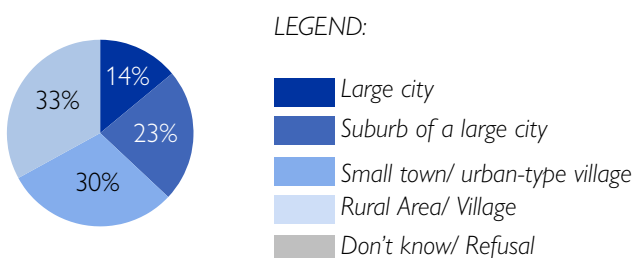 LEGEND:
14%
33%
23%
30%
Large city
Suburb of a large city
Small town/ urban-type village
Rural Area/ Village
Don't know/ Refusal